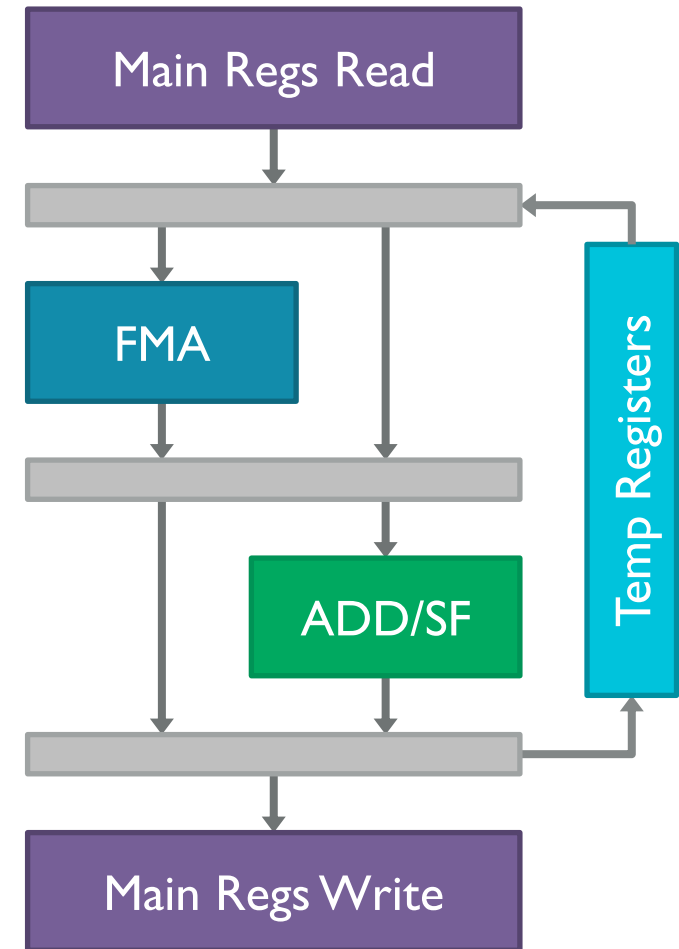 Main Regs Read
FMA
Temp Registers
ADD/SF
Main Regs Write